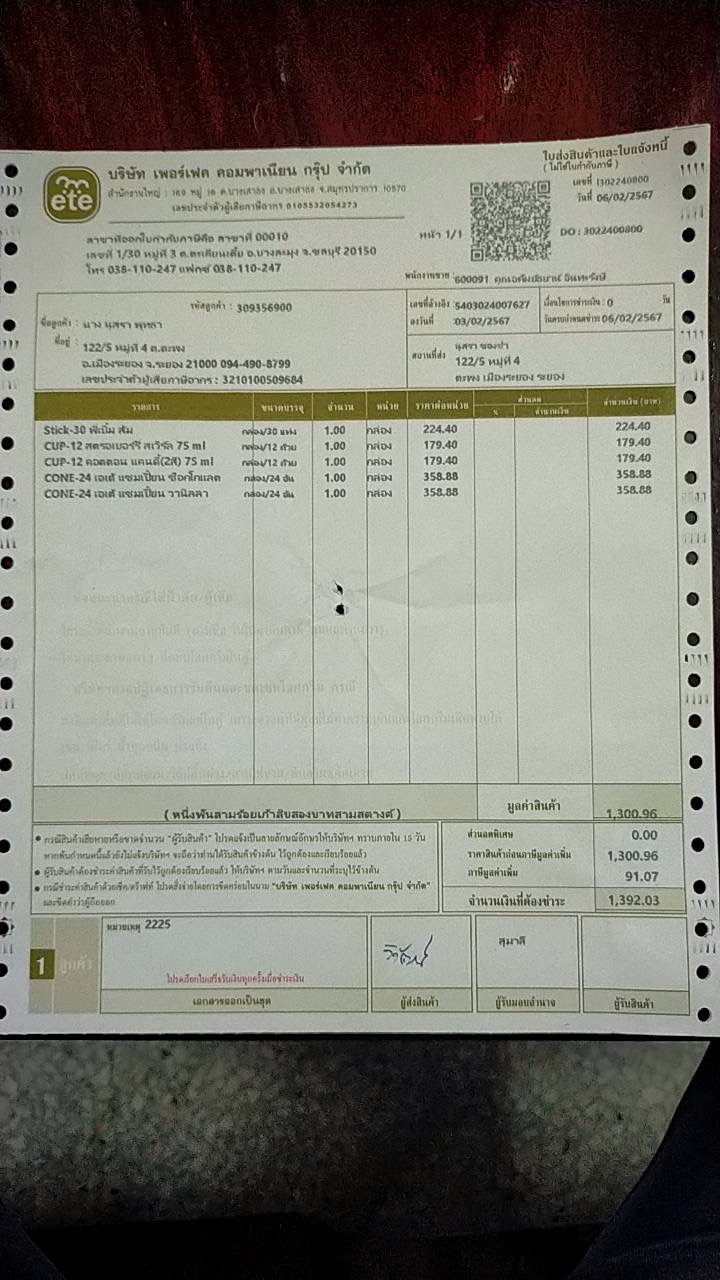 ete
บริษัท เพอร์เฟค คอมพาเนียน กรุ๊ป จำกัด
สำนักงานใหญ่ : 169 หมู่ 16 ต.บางเสาธง อ.บางเสาธง จ.สมุทรปราการ 10570
เลขประจำตัวผู้เสียภาษีอากร 0105532054273
ใบส่งสินค้าและใบแจ้งหนี้
( ไม่ใช่ใบกำกับภาษี )
เลขที่ 1302240800
วันที่ 06/02/2567
DO : 3022400800
สาขาที่ออกใบกำกับภาษีคือ สาขาที่ 00010
หน้า 1/1
เลขที่ 1/30 หมู่ที่ 3 ต.ตะเคียนเตี้ย อ.บางละมุง จ.ชลบุรี 20150
โทร 038-110-247 แฟกซ์ 038-110-247
พนักงานขาย : 600091
รหัสลูกค้า : 309356900
ชื่อลูกค้า : นาง นุสรา
ที่อยู่ : 122/5 หมู่ที่ 4 ต.ตะพง
อ.เมืองระยอง จ.ระยอง 21000 094-490-8799
เลขประจำตัวผู้เสียภาษีอากร : 3210100509684
เลขที่อ้างอิง : 5403024007627
ลงวันที่ : 03/02/2567
เงื่อนไขการชำระเงิน : 0 วัน
วันครบกำหนดชำระ : 06/02/2567
สถานที่ส่ง : นุสรา
122/5 หมู่ที่ 4
ตะพง เมืองระยอง ระยอง
รายการ ขนาดบรรจุ จำนวน หน่วย ราคาต่อหน่วย ส่วนลด % จำนวนเงิน จำนวนเงิน (บาท)
Stick-30 ส้ม กล่อง/30 แท่ง 1.00 กล่อง 224.40 224.40
CUP-12 สตรอเบอร์รี่ สเวิร์ล 75 ml กล่อง/12 ถ้วย 1.00 กล่อง 179.40 179.40
CUP-12 คอตตอน แคนดี้(2สี) 75 ml กล่อง/12 ถ้วย 1.00 กล่อง 179.40 179.40
CONE-24 เอเต้ แชมเปี้ยน ช็อกโกแลต กล่อง/24 อัน 1.00 กล่อง 358.88 358.88
CONE-24 เอเต้ แชมเปี้ยน วานิลลา กล่อง/24 อัน 1.00 กล่อง 358.88 358.88
( หนึ่งพันสามร้อยเก้าสิบสองบาทสามสตางค์ )
มูลค่าสินค้า 1,300.96
ส่วนลดพิเศษ 0.00
ราคาสินค้าก่อนภาษีมูลค่าเพิ่ม 1,300.96
ภาษีมูลค่าเพิ่ม 91.07
จำนวนเงินที่ต้องชำระ 1,392.03
กรณีสินค้าเสียหายหรือขาดจำนวน "ผู้รับสินค้า" โปรดแจ้งเป็นลายลักษณ์อักษรให้บริษัทฯ ทราบภายใน 15 วัน
หากพ้นกำหนดนี้แล้วยังไม่แจ้งบริษัทฯ จะถือว่าท่านได้รับสินค้าข้างต้น ไว้ถูกต้องและเรียบร้อยแล้ว
ผู้รับสินค้าต้องชำระค่าสินค้าที่รับไว้ถูกต้องเรียบร้อยแล้ว ให้บริษัทฯ ตามวันและจำนวนที่ระบุไว้ข้างต้น
กรณีชำระค่าสินค้าด้วยเช็ค/ดร๊าฟท์ โปรดสั่งจ่ายโดยการขีดคร่อมในนาม "บริษัท เพอร์เฟค คอมพาเนียน กรุ๊ป จำกัด"
และขีดคำว่าผู้ถือออก
1 ลูกค้า
หมายเหตุ 2225
โปรดเรียกใบเสร็จรับเงินทุกครั้งเมื่อชำระเงิน
เอกสารออกเป็นชุด
ผู้ส่งสินค้า
สุมาลี
ผู้รับมอบอำนาจ
ผู้รับสินค้า